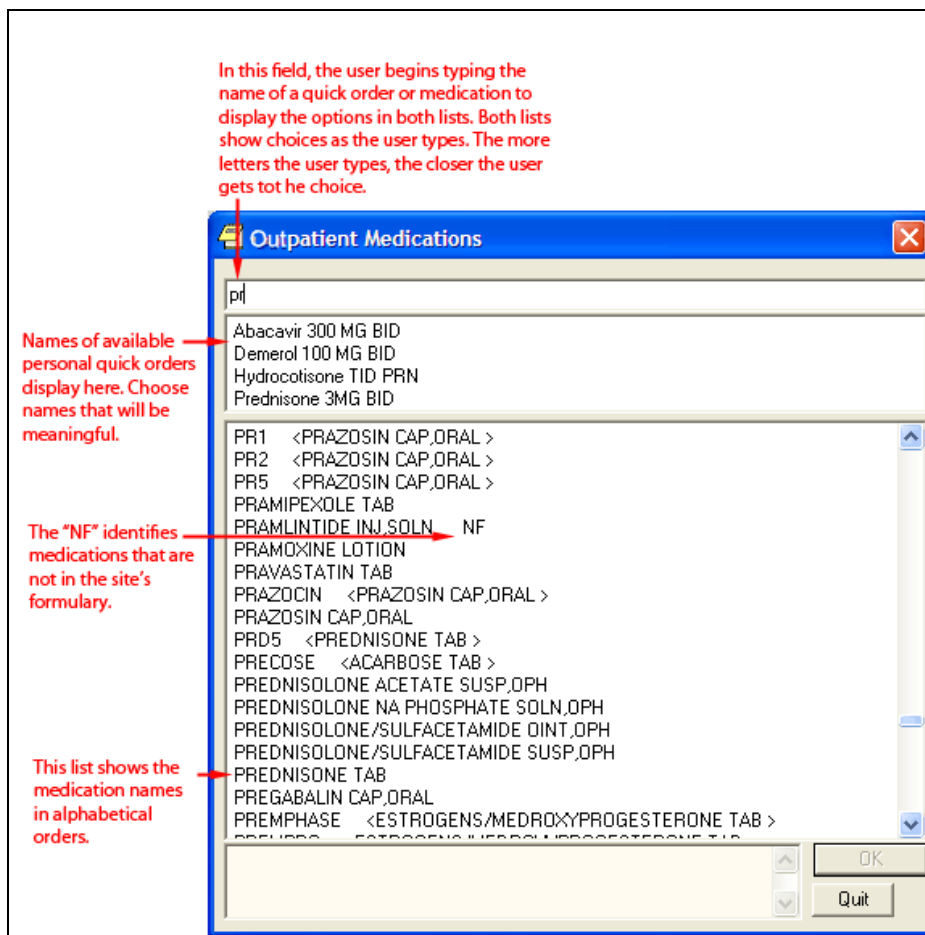 In this field, the user begins typing the
name of a quick order or medication to
display the options in both lists. Both lists
show choices as the user types. The more
letters the user types, the closer the user
gets tot he choice.
Outpatient Medications
pr
Names of available
personal quick orders
display here. Choose
names that will be
meaningful.
Abacavir 300 MG BID
Demerol 100 MG BID
Hydrocotisone TID PRN
Prednisone 3MG BID
PR1 <PRAZOSIN CAP,ORAL >
PR2 <PRAZOSIN CAP,ORAL >
PR5 <PRAZOSIN CAP,ORAL >
PRAMIPEXOLE TAB
PRAMLINTIDE INJ,SOLN NF
PRAMOXINE LOTION
PRAVASTATIN TAB
PRAZOCIN <PRAZOSIN CAP,ORAL >
PRAZOSIN CAP,ORAL
PRD5 <PREDNISONE TAB >
PRECOSE <ACARBOSE TAB >
PREDNISOLONE ACETATE SUSP,OPH
PREDNISOLONE NA PHOSPHATE SOLN,OPH
PREDNISOLONE/SULFACETAMIDE OINT,OPH
PREDNISOLONE/SULFACETAMIDE SUSP,OPH
PREDNISONE TAB
PREGABALIN CAP,ORAL
PREMPHASE <ESTROGENS/MEDROXYPROGESTERONE TAB >
The "NF" identifies
medications that are
not in the site's
formulary.
This list shows the
medication names
in alphabetical
orders.
OK
Quit